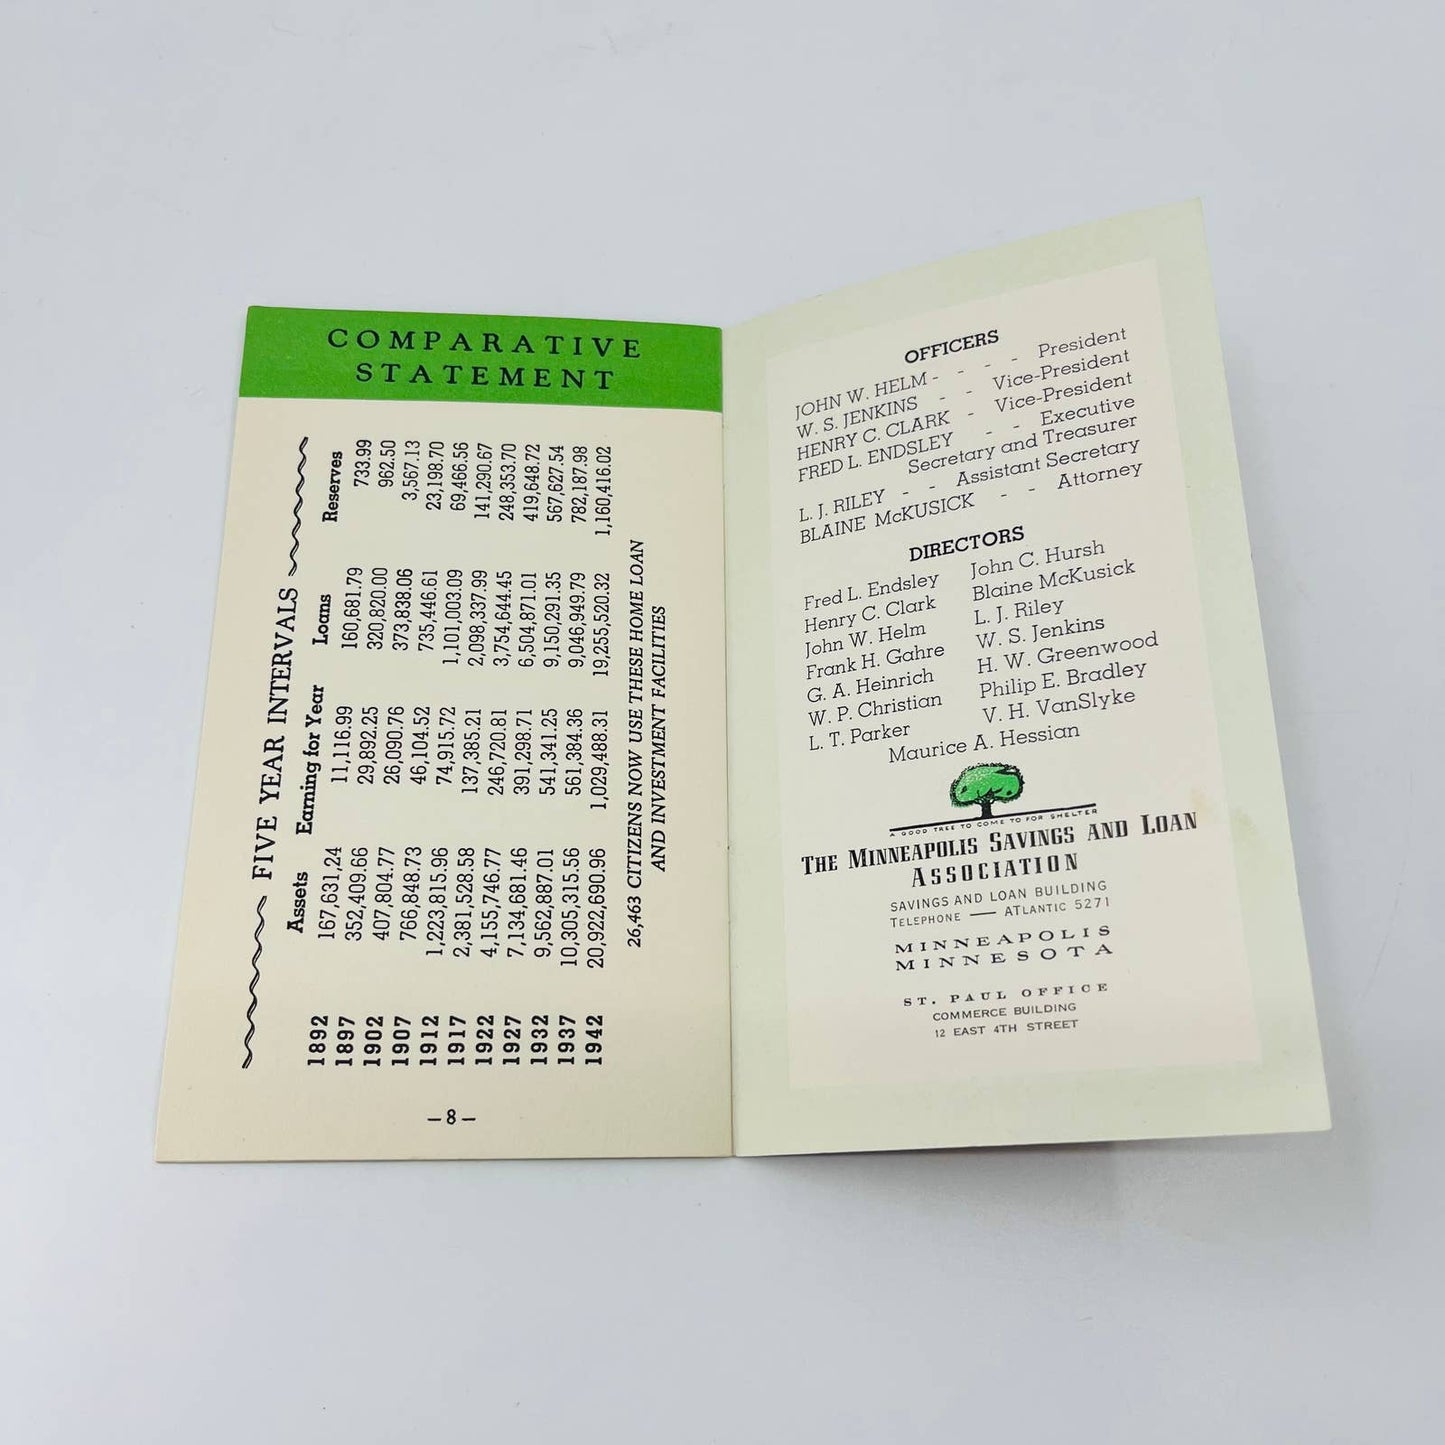 COMPARATIVE
STATEMENT
FIVE YEAR INTERVALS
Assets Earning for Year Loans Reserves
1892 167,631,24 11,116.99 160,681.79 733.99
1897 352,409.66 29,892.25 320,820.00 962.50
1902 407,804.77 26,090.76 373,838.06 3,567.13
1907 766,848.73 46,104.52 735,446.61 23,198.70
1912 1,223,815.96 74,915.72 1,101,003.09 69,466.56
1917 2,381,528.58 137,385.21 2,098,337.99 141,290.67
1922 4,155,746.77 246,720.81 3,754,644.45 248,353.70
1927 7,134,681.46 391,298.71 6,504,871.01 419,648.72
1932 9,562,887.01 541,341.25 9,150,291.35 567,627.54
1937 10,305,315.56 561,384.36 9,046,949.79 782,187.98
1942 20,922,690.96 1,029,488.31 19,255,520.32 1,160,416.02
26,463 CITIZENS NOW USE THESE HOME LOAN
AND INVESTMENT FACILITIES
— 8 —
OFFICERS
JOHN W. HELM - - - - President
W. S. JENKINS - - Vice-President
HENRY C. CLARK - Vice-President
FRED L. ENDSLEY - - Executive
Secretary and Treasurer
L. J. RILEY - - Assistant Secretary
BLAINE McKUSICK - - Attorney
DIRECTORS
Fred L. Endsley John C. Hursh
Henry C. Clark Blaine McKusick
John W. Helm L. J. Riley
Frank H. Gahre W. S. Jenkins
G. A. Heinrich H. W. Greenwood
W. P. Christian Philip E. Bradley
L. T. Parker V. H. VanSlyke
Maurice A. Hessian
A GOOD TREE TO COME TO FOR SHELTER
THE MINNEAPOLIS SAVINGS AND LOAN
ASSOCIATION
SAVINGS AND LOAN BUILDING
TELEPHONE — ATLANTIC 5271
MINNEAPOLIS
MINNESOTA
ST. PAUL OFFICE
COMMERCE BUILDING
12 EAST 4TH STREET